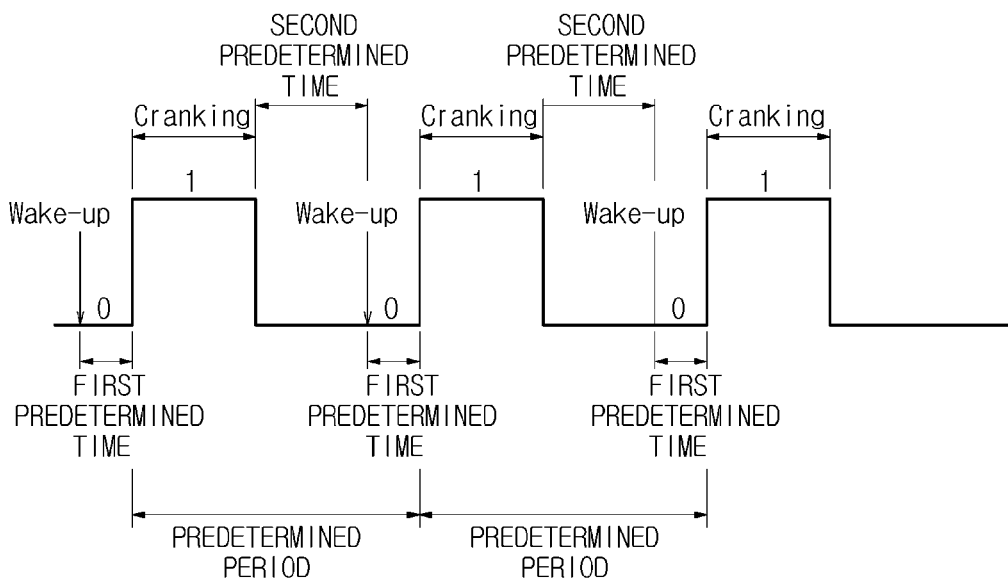 SECOND
PREDETERMINED
TIME
SECOND
PREDETERMINED
TIME
Cranking
Cranking
Cranking
1
1
1
Wake-up
Wake-up
Wake-up
0
0
0
FIRST
PREDETERMINED
TIME
FIRST
PREDETERMINED
TIME
FIRST
PREDETERMINED
TIME
PREDETERMINED
PERIOD
PREDETERMINED
PERIOD